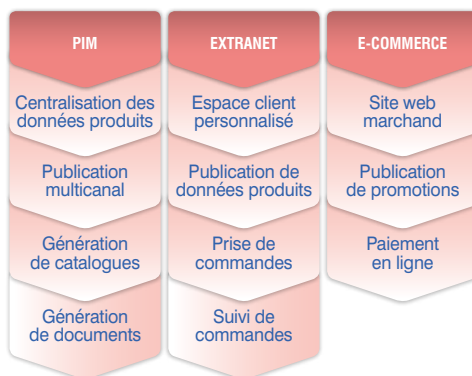 PIM
Centralisation des
données produits
Publication
multicanal
Génération
de catalogues
Génération
de documents
EXTRANET
Espace client
personnalisé
Publication de
données produits
Prise de
commandes
Suivi de
commandes
E-COMMERCE
Site web
marchand
Publication
de promotions
Paiement
en ligne